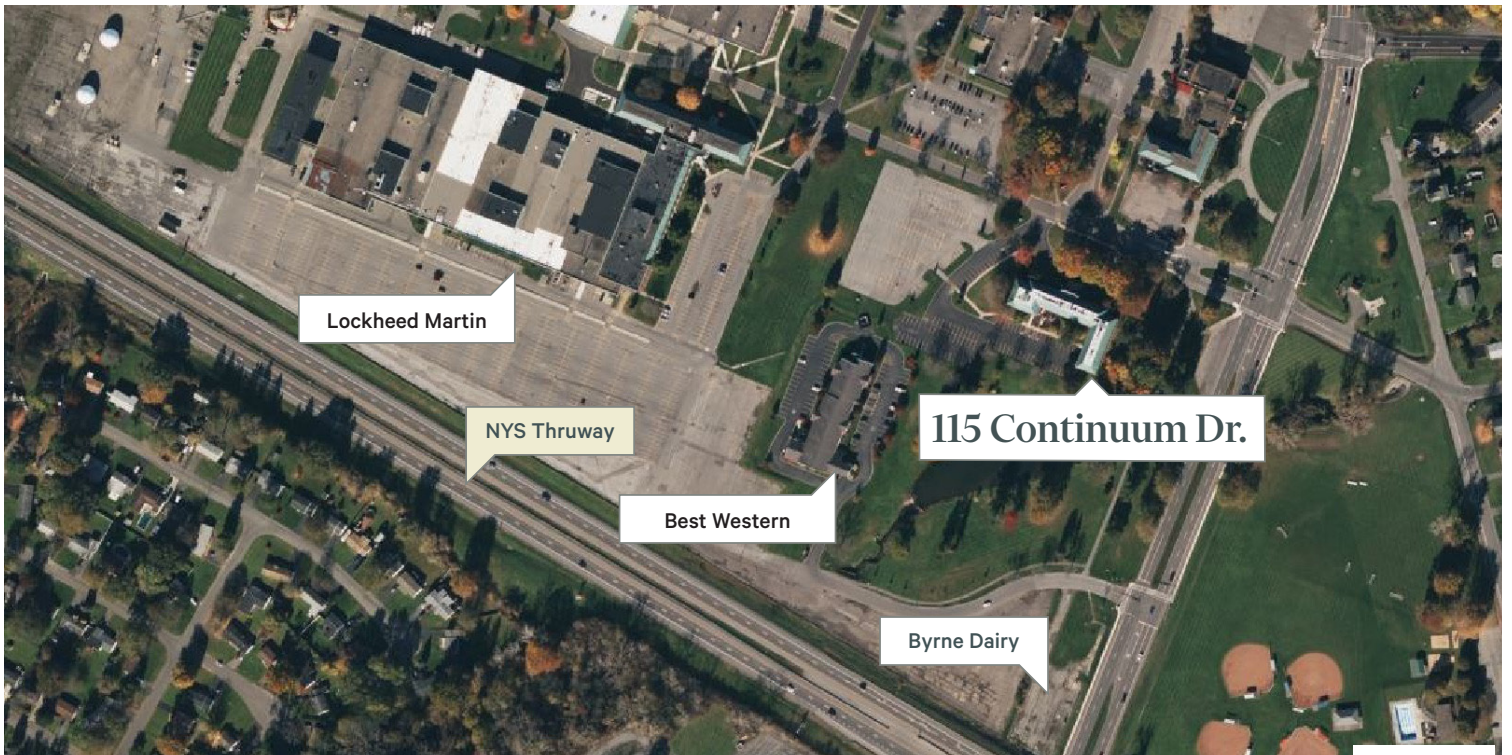 Lockheed Martin
NYS Thruway
115 Continuum Dr.
Best Western
Byrne Dairy